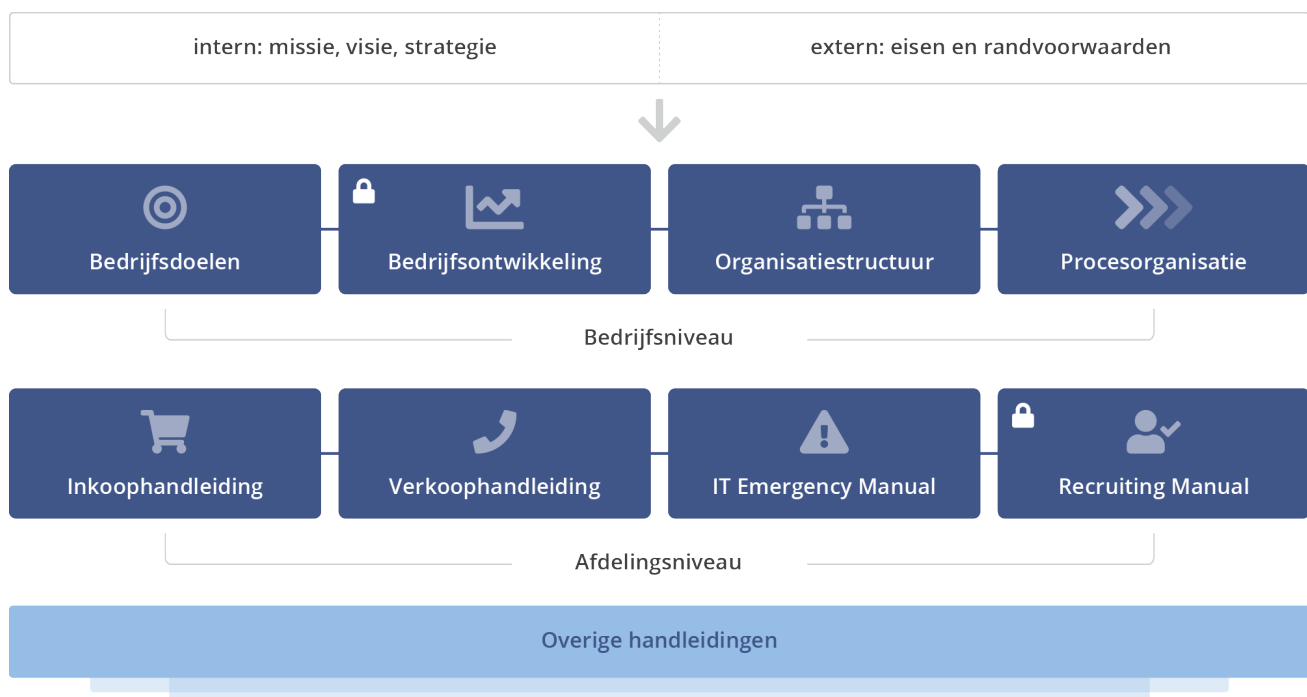 intern: missie, visie, strategie
extern: eisen en randvoorwaarden
Bedrijfsdoelen
Bedrijfsontwikkeling
Organisatiestructuur
Procesorganisatie
Bedrijfsniveau
Inkoophandleiding
Verkoophandleiding
IT Emergency Manual
Recruiting Manual
Afdelingsniveau
Overige handleidingen